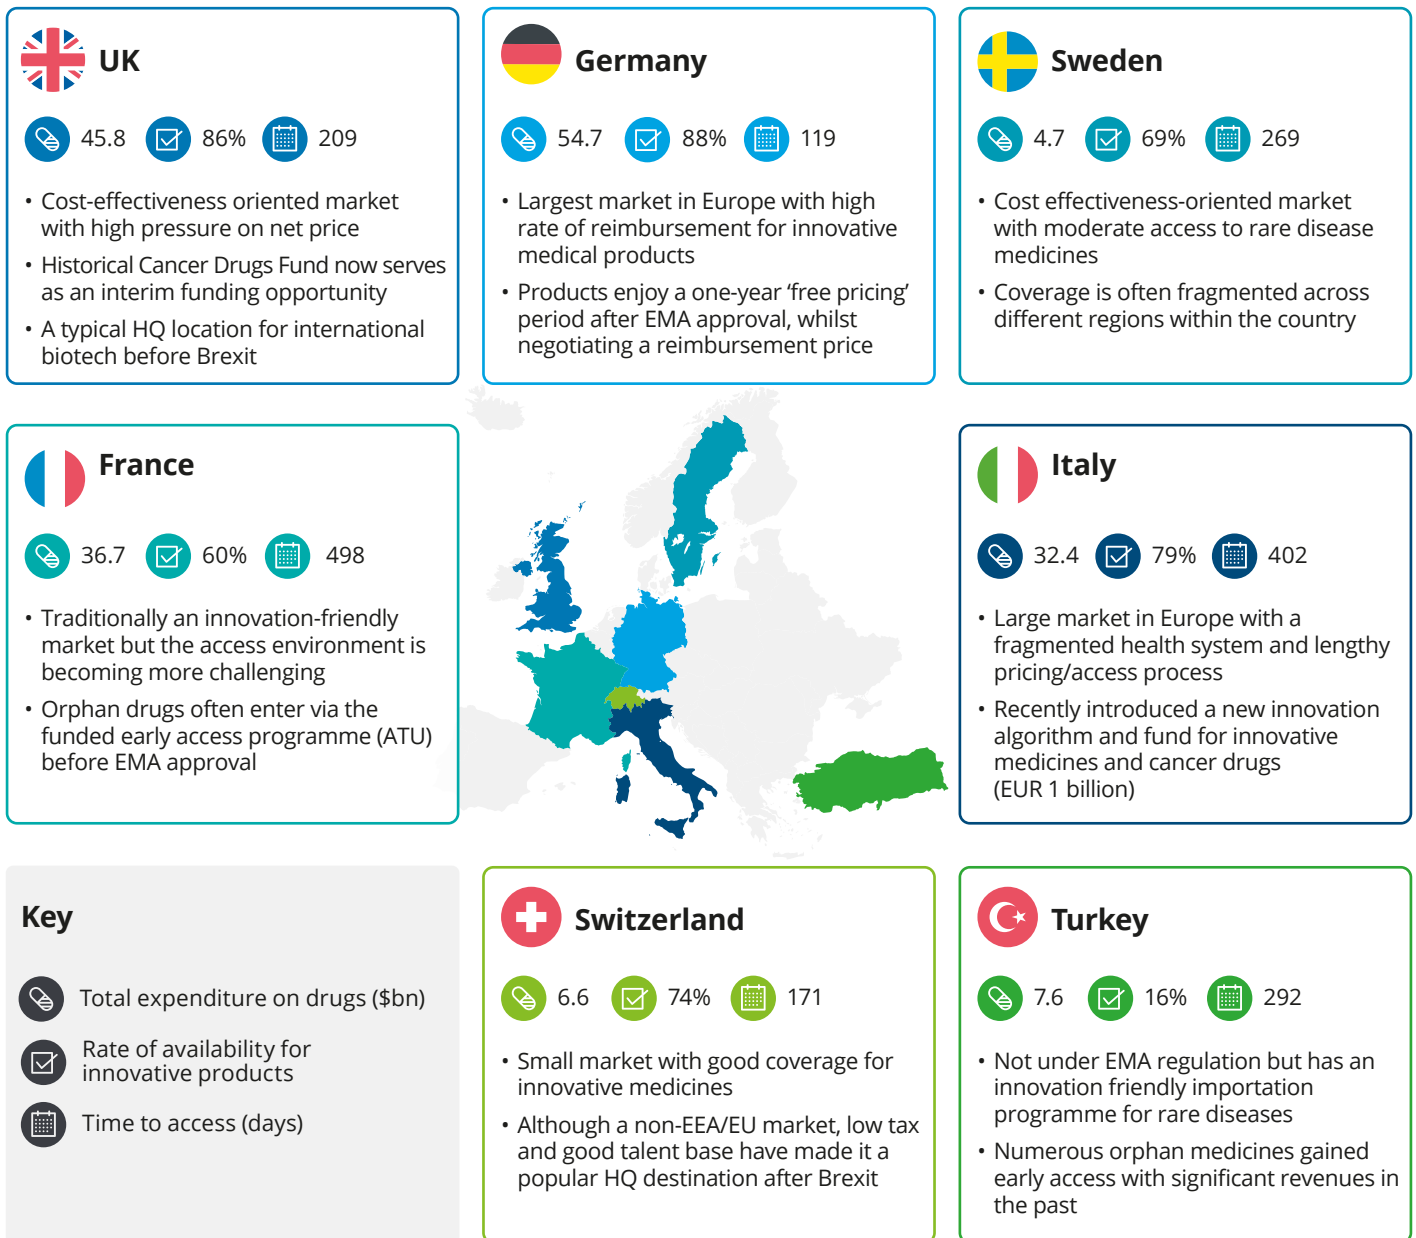 UK
45.8 86% 209
• Cost-effectiveness oriented market
with high pressure on net price
• Historical Cancer Drugs Fund now serves
as an interim funding opportunity
• A typical HQ location for international
biotech before Brexit
Germany
54.7 88% 119
• Largest market in Europe with high
rate of reimbursement for innovative
medical products
• Products enjoy a one-year ‘free pricing’
period after EMA approval, whilst
negotiating a reimbursement price
Sweden
4.7 69% 269
• Cost effectiveness-oriented market
with moderate access to rare disease
medicines
• Coverage is often fragmented across
different regions within the country
France
36.7 60% 498
• Traditionally an innovation-friendly
market but the access environment is
becoming more challenging
• Orphan drugs often enter via the
funded early access programme (ATU)
before EMA approval
Italy
32.4 79% 402
• Large market in Europe with a
fragmented health system and lengthy
pricing/access process
• Recently introduced a new innovation
algorithm and fund for innovative
medicines and cancer drugs
(EUR 1 billion)
Key
Total expenditure on drugs ($bn)
Rate of availability for
innovative products
Time to access (days)
Switzerland
6.6 74% 171
• Small market with good coverage for
innovative medicines
• Although a non-EEA/EU market, low tax
and good talent base have made it a
popular HQ destination after Brexit
Turkey
7.6 16% 292
• Not under EMA regulation but has an
innovation friendly importation
programme for rare diseases
• Numerous orphan medicines gained
early access with significant revenues in
the past